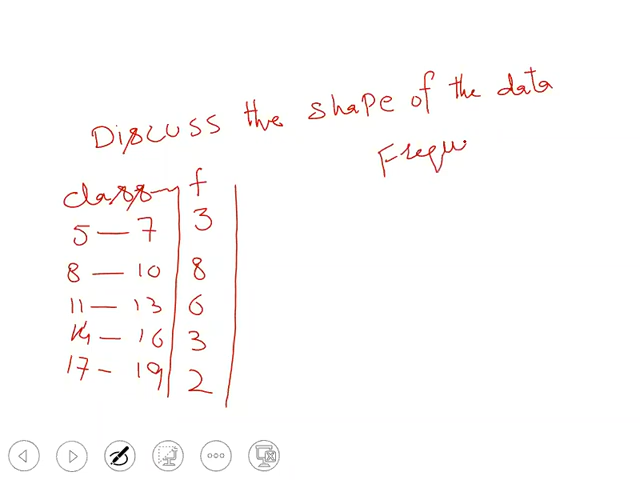 Discuss the shape of the data
Frequ
class f
5 — 7 3
8 — 10 8
11 — 13 6
14 — 16 3
17 - 19 2